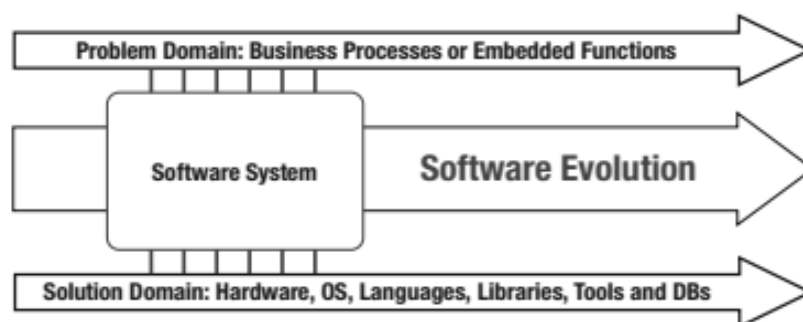 Problem Domain: Business Processes or Embedded Functions
Software System
Software Evolution
Solution Domain: Hardware, OS, Languages, Libraries, Tools and DBs